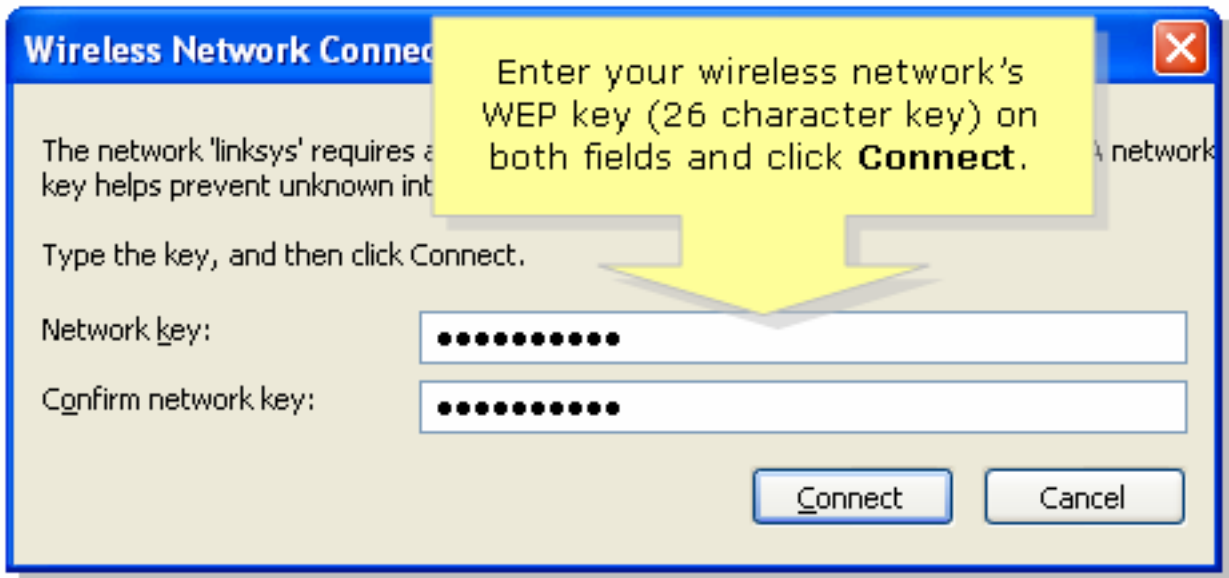 Wireless Network Connec
Enter your wireless network's
WEP key (26 character key) on
both fields and click Connect.
The network 'linksys' requires a
network
key helps prevent unknown int
Type the key, and then click Connect.
Network key:
••••••••••
Confirm network key:
••••••••••
Connect
Cancel